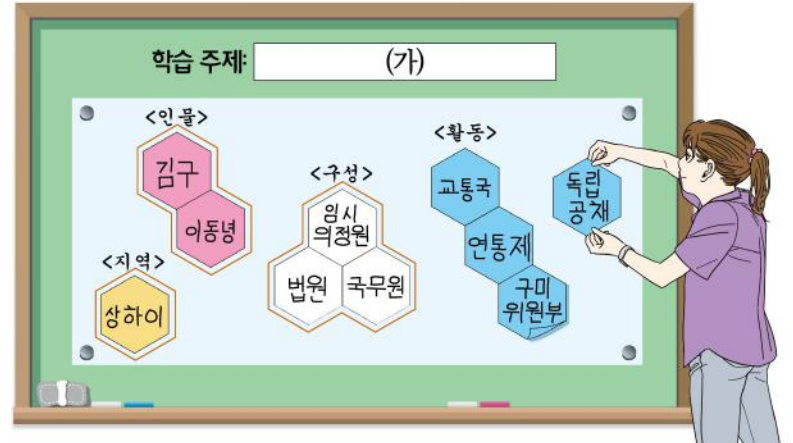 학습 주제:
(가)
<인물>
김구
이동녕
<지역>
상하이
<구성>
임시
의정원
법원
국무원
<활동>
교통국
연통제
구미
위원부
독립
공채